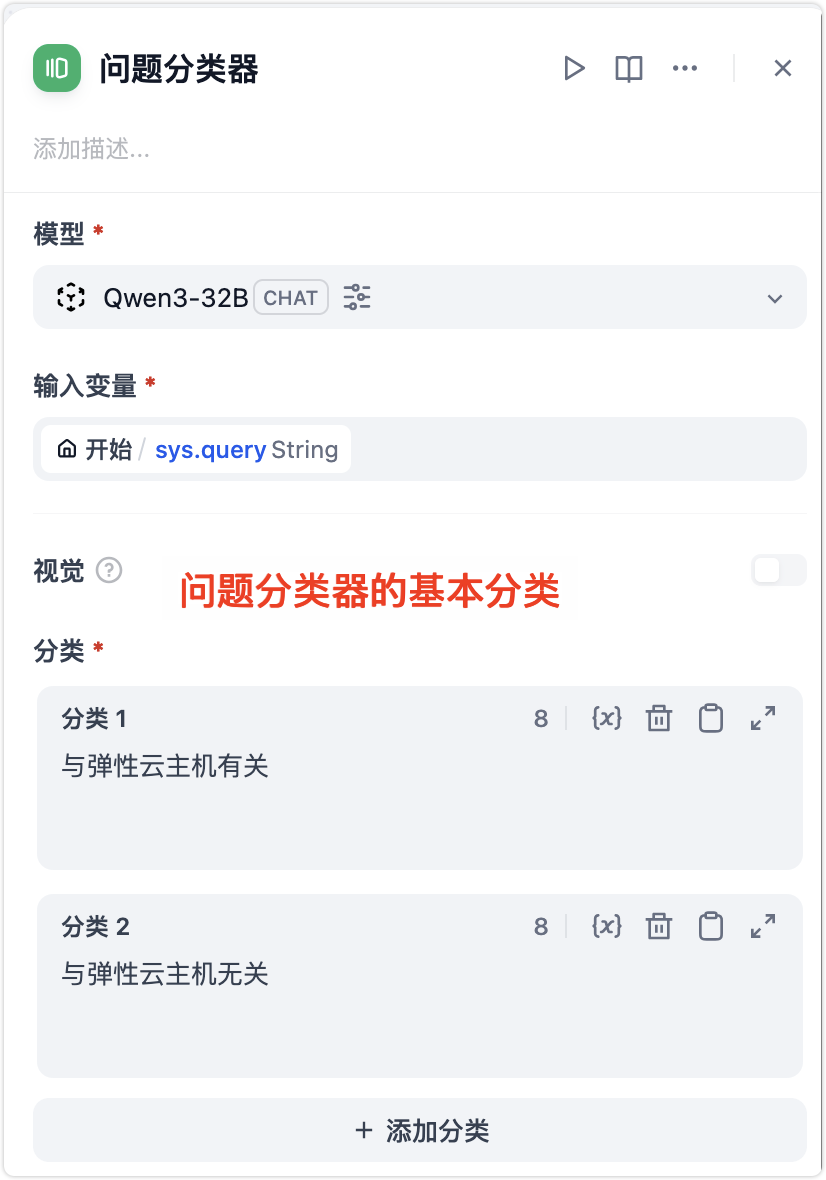 问题分类器
添加描述...
模型 *
Qwen3-32B CHAT
输入变量 *
开始 / sys.query String
视觉 ?
问题分类器的基本分类
分类 *
分类 1 8 {x}
与弹性云主机有关
分类 2 8 {x}
与弹性云主机无关
+ 添加分类